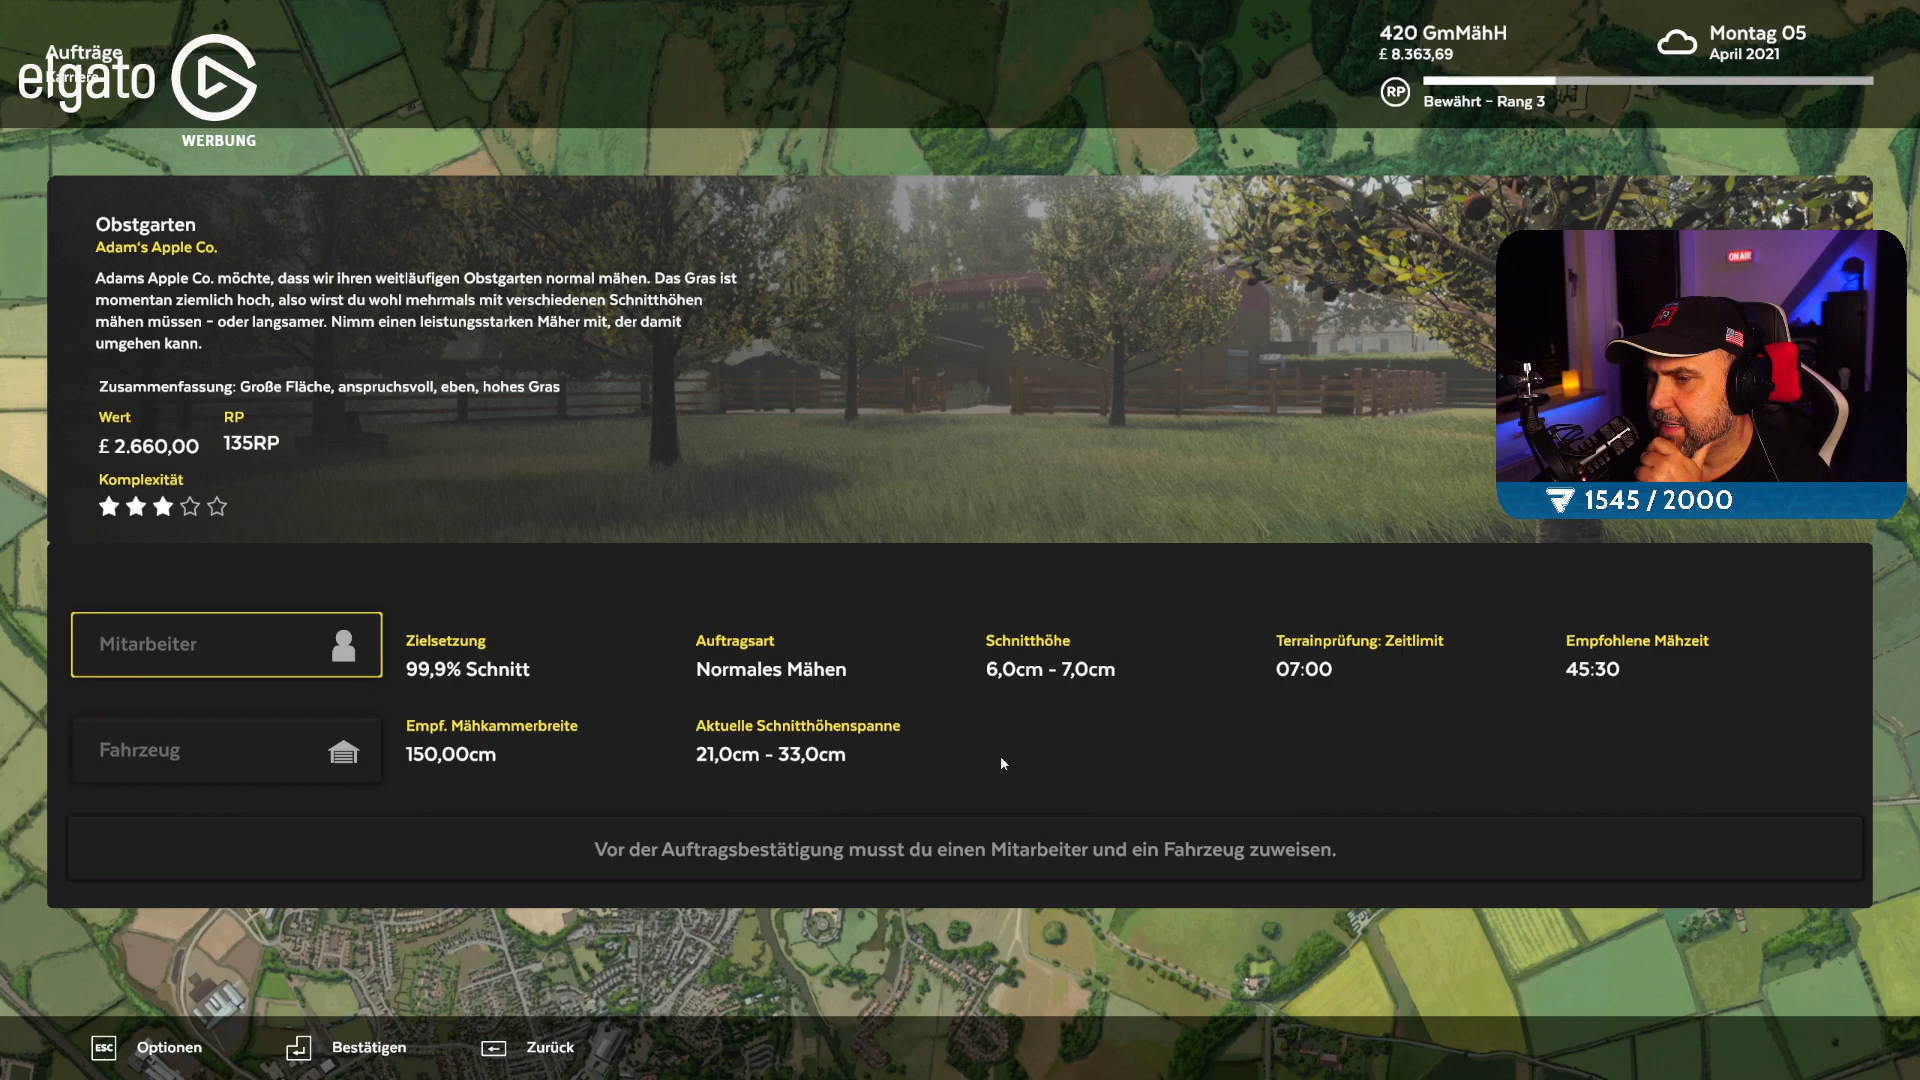 Aufträge
Karriere
elgato
WERBUNG
420 GmMähH
£ 8.363,69
RP
Bewährt - Rang 3
Montag 05
April 2021
Obstgarten
Adam's Apple Co.
Adams Apple Co. möchte, dass wir ihren weitläufigen Obstgarten normal mähen. Das Gras ist
momentan ziemlich hoch, also wirst du wohl mehrmals mit verschiedenen Schnitthöhen
mähen müssen - oder langsamer. Nimm einen leistungsstarken Mäher mit, der damit
umgehen kann.
Zusammenfassung: Große Fläche, anspruchsvoll, eben, hohes Gras
Wert
RP
£ 2.660,00
135RP
Komplexität
ON AIR
1545 / 2000
Mitarbeiter
Zielsetzung
99,9% Schnitt
Auftragsart
Normales Mähen
Schnitthöhe
6,0cm - 7,0cm
Terrainprüfung: Zeitlimit
07:00
Empfohlene Mähzeit
45:30
Fahrzeug
Empf. Mähkammerbreite
150,00cm
Aktuelle Schnitthöhenspanne
21,0cm - 33,0cm
Vor der Auftragsbestätigung musst du einen Mitarbeiter und ein Fahrzeug zuweisen.
ESC Optionen
Bestätigen
Zurück